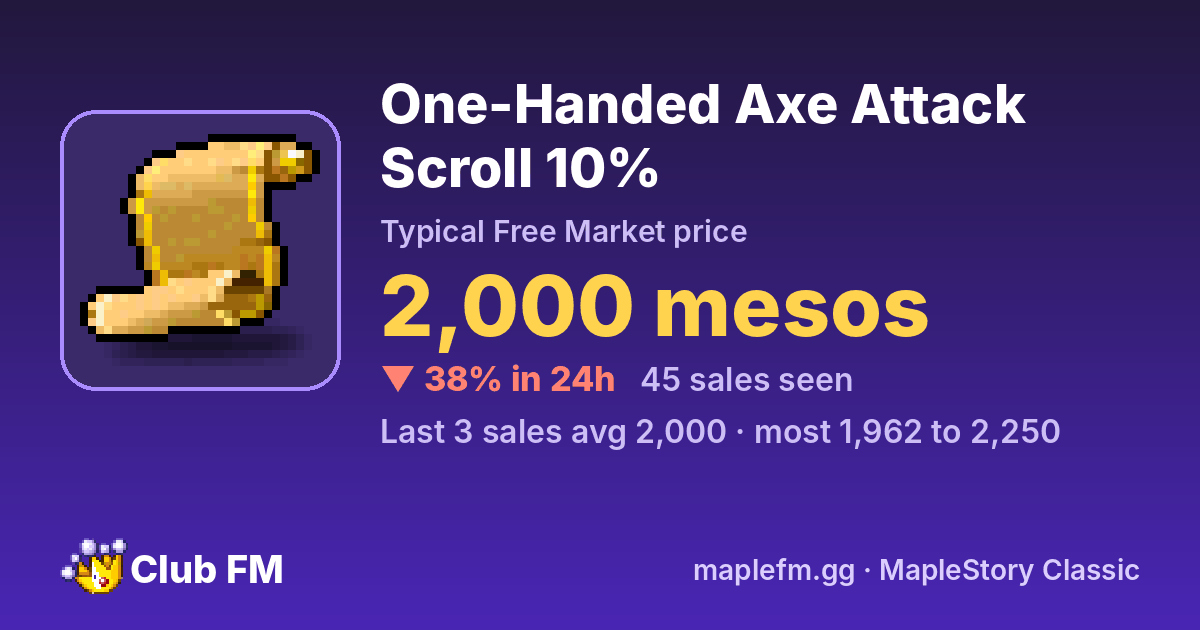 One-Handed Axe Attack
Scroll 10%
Typical Free Market price
2,000 mesos
▼ 38% in 24h 45 sales seen
Last 3 sales avg 2,000 · most 1,962 to 2,250
Club FM
maplefm.gg · MapleStory Classic